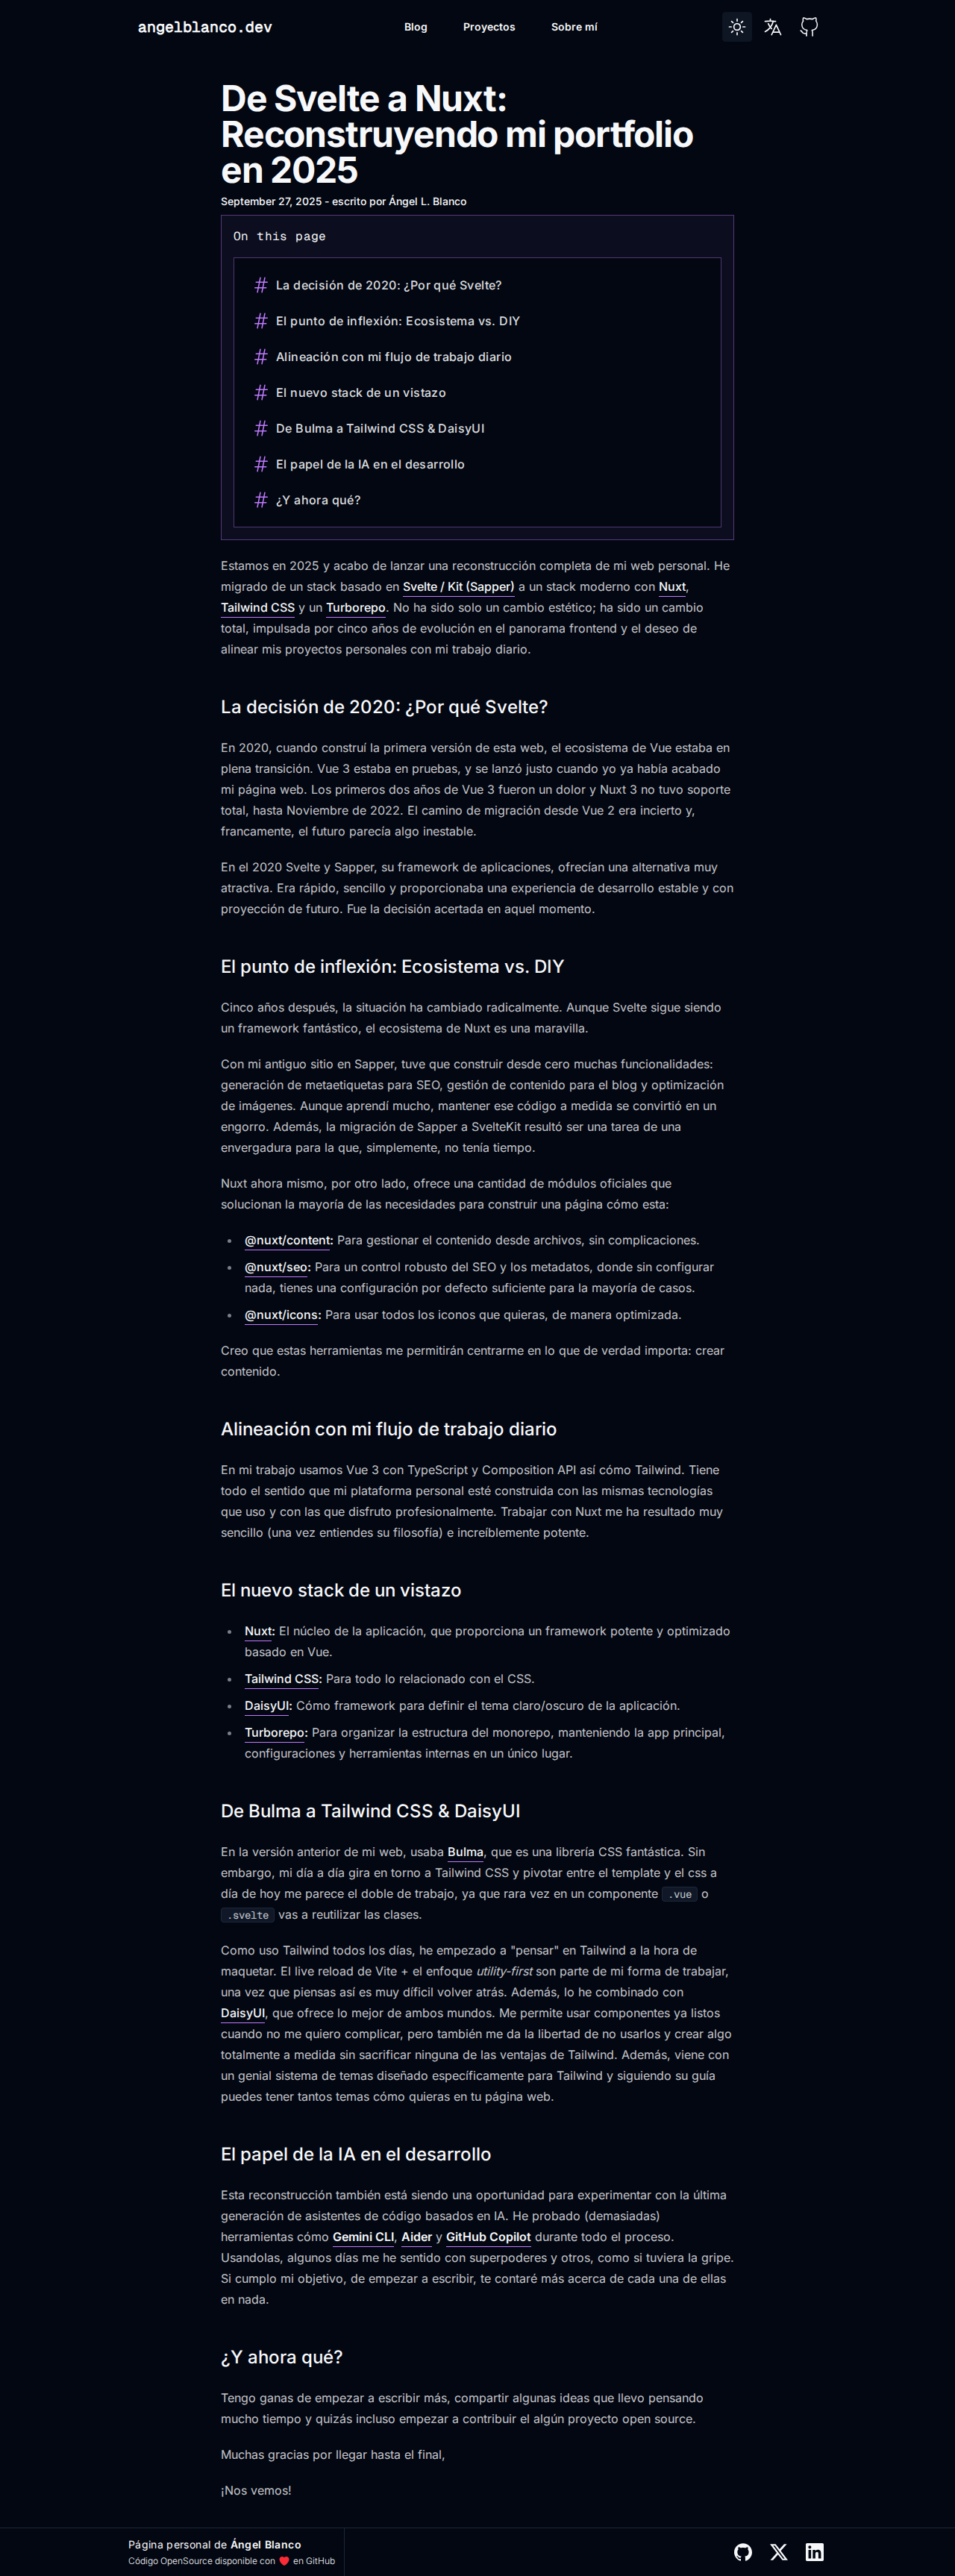 angelblanco.dev
Blog
Proyectos
Sobre mí
De Svelte a Nuxt:
Reconstruyendo mi portfolio
en 2025
September 27, 2025 - escrito por Ángel L. Blanco
On this page
# La decisión de 2020: ¿Por qué Svelte?
# El punto de inflexión: Ecosistema vs. DIY
# Alineación con mi flujo de trabajo diario
# El nuevo stack de un vistazo
# De Bulma a Tailwind CSS & DaisyUI
# El papel de la IA en el desarrollo
# ¿Y ahora qué?
Estamos en 2025 y acabo de lanzar una reconstrucción completa de mi web personal. He
migrado de un stack basado en Svelte / Kit (Sapper) a un stack moderno con Nuxt,
Tailwind CSS y un Turborepo. No ha sido solo un cambio estético; ha sido un cambio
total, impulsada por cinco años de evolución en el panorama frontend y el deseo de
alinear mis proyectos personales con mi trabajo diario.
La decisión de 2020: ¿Por qué Svelte?
En 2020, cuando construí la primera versión de esta web, el ecosistema de Vue estaba en
plena transición. Vue 3 estaba en pruebas, y se lanzó justo cuando yo ya había acabado
mi página web. Los primeros dos años de Vue 3 fueron un dolor y Nuxt 3 no tuvo soporte
total, hasta Noviembre de 2022. El camino de migración desde Vue 2 era incierto y,
francamente, el futuro parecía algo inestable.
En el 2020 Svelte y Sapper, su framework de aplicaciones, ofrecían una alternativa muy
atractiva. Era rápido, sencillo y proporcionaba una experiencia de desarrollo estable y con
proyección de futuro. Fue la decisión acertada en aquel momento.
El punto de inflexión: Ecosistema vs. DIY
Cinco años después, la situación ha cambiado radicalmente. Aunque Svelte sigue siendo
un framework fantástico, el ecosistema de Nuxt es una maravilla.
Con mi antiguo sitio en Sapper, tuve que construir desde cero muchas funcionalidades:
generación de metaetiquetas para SEO, gestión de contenido para el blog y optimización
de imágenes. Aunque aprendí mucho, mantener ese código a medida se convirtió en un
engorro. Además, la migración de Sapper a SvelteKit resultó ser una tarea de una
envergadura para la que, simplemente, no tenía tiempo.
Nuxt ahora mismo, por otro lado, ofrece una cantidad de módulos oficiales que
solucionan la mayoría de las necesidades para construir una página cómo esta:
• @nuxt/content: Para gestionar el contenido desde archivos, sin complicaciones.
• @nuxt/seo: Para un control robusto del SEO y los metadatos, donde sin configurar
nada, tienes una configuración por defecto suficiente para la mayoría de casos.
• @nuxt/icons: Para usar todos los iconos que quieras, de manera optimizada.
Creo que estas herramientas me permitirán centrarme en lo que de verdad importa: crear
contenido.
Alineación con mi flujo de trabajo diario
En mi trabajo usamos Vue 3 con TypeScript y Composition API así cómo Tailwind. Tiene
todo el sentido que mi plataforma personal esté construida con las mismas tecnologías
que uso y con las que disfruto profesionalmente. Trabajar con Nuxt me ha resultado muy
sencillo (una vez entiendes su filosofía) e increíblemente potente.
El nuevo stack de un vistazo
• Nuxt: El núcleo de la aplicación, que proporciona un framework potente y optimizado
basado en Vue.
• Tailwind CSS: Para todo lo relacionado con el CSS.
• DaisyUI: Cómo framework para definir el tema claro/oscuro de la aplicación.
• Turborepo: Para organizar la estructura del monorepo, manteniendo la app principal,
configuraciones y herramientas internas en un único lugar.
De Bulma a Tailwind CSS & DaisyUI
En la versión anterior de mi web, usaba Bulma, que es una librería CSS fantástica. Sin
embargo, mi día a día gira en torno a Tailwind CSS y pivotar entre el template y el css a
día de hoy me parece el doble de trabajo, ya que rara vez en un componente .vue o
.svelte vas a reutilizar las clases.
Como uso Tailwind todos los días, he empezado a "pensar" en Tailwind a la hora de
maquetar. El live reload de Vite + el enfoque utility-first son parte de mi forma de trabajar,
una vez que piensas así es muy díficil volver atrás. Además, lo he combinado con
DaisyUI, que ofrece lo mejor de ambos mundos. Me permite usar componentes ya listos
cuando no me quiero complicar, pero también me da la libertad de no usarlos y crear algo
totalmente a medida sin sacrificar ninguna de las ventajas de Tailwind. Además, viene con
un genial sistema de temas diseñado específicamente para Tailwind y siguiendo su guía
puedes tener tantos temas cómo quieras en tu página web.
El papel de la IA en el desarrollo
Esta reconstrucción también está siendo una oportunidad para experimentar con la última
generación de asistentes de código basados en IA. He probado (demasiadas)
herramientas cómo Gemini CLI, Aider y GitHub Copilot durante todo el proceso.
Usandolas, algunos días me he sentido con superpoderes y otros, como si tuviera la gripe.
Si cumplo mi objetivo, de empezar a escribir, te contaré más acerca de cada una de ellas
en nada.
¿Y ahora qué?
Tengo ganas de empezar a escribir más, compartir algunas ideas que llevo pensando
mucho tiempo y quizás incluso empezar a contribuir el algún proyecto open source.
Muchas gracias por llegar hasta el final,
¡Nos vemos!
Página personal de Ángel Blanco
Código OpenSource disponible con ❤️ en GitHub